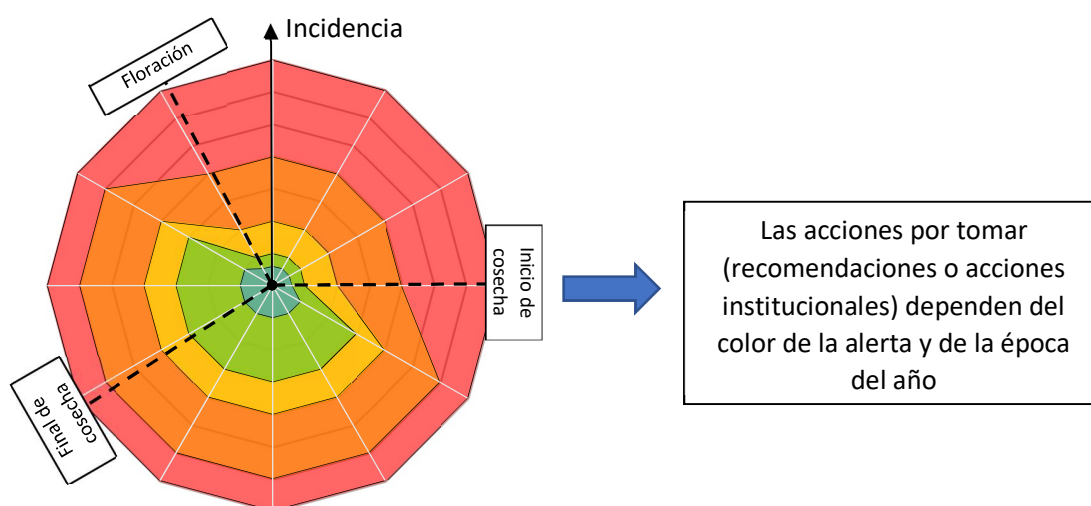 Incidencia
Floración
Inicio de
cosecha
Final de
cosecha
Las acciones por tomar
(recomendaciones o acciones
institucionales) dependen del
color de la alerta y de la época
del año